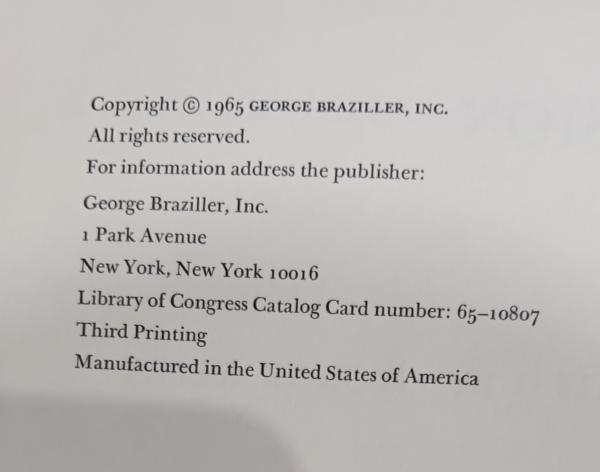 Copyright © 1965 GEORGE BRAZILLER, INC.
All rights reserved.
For information address the publisher:
George Braziller, Inc.
1 Park Avenue
New York, New York 10016
Library of Congress Catalog Card number: 65–10807
Third Printing
Manufactured in the United States of America